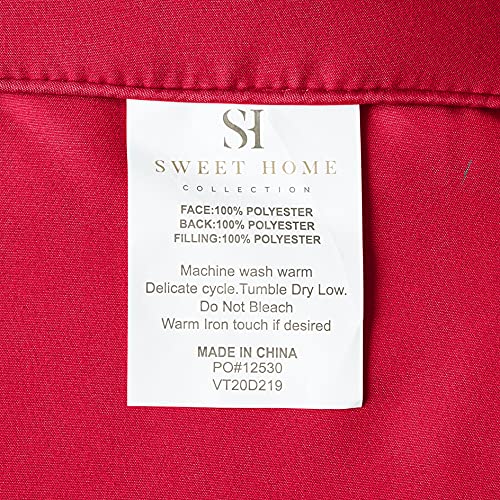 SH
SWEET HOME
COLLECTION
FACE:100% POLYESTER
BACK:100% POLYESTER
FILLING:100% POLYESTER
Machine wash warm
Delicate cycle.Tumble Dry Low.
Do Not Bleach
Warm Iron touch if desired
MADE IN CHINA
PO#12530
VT20D219